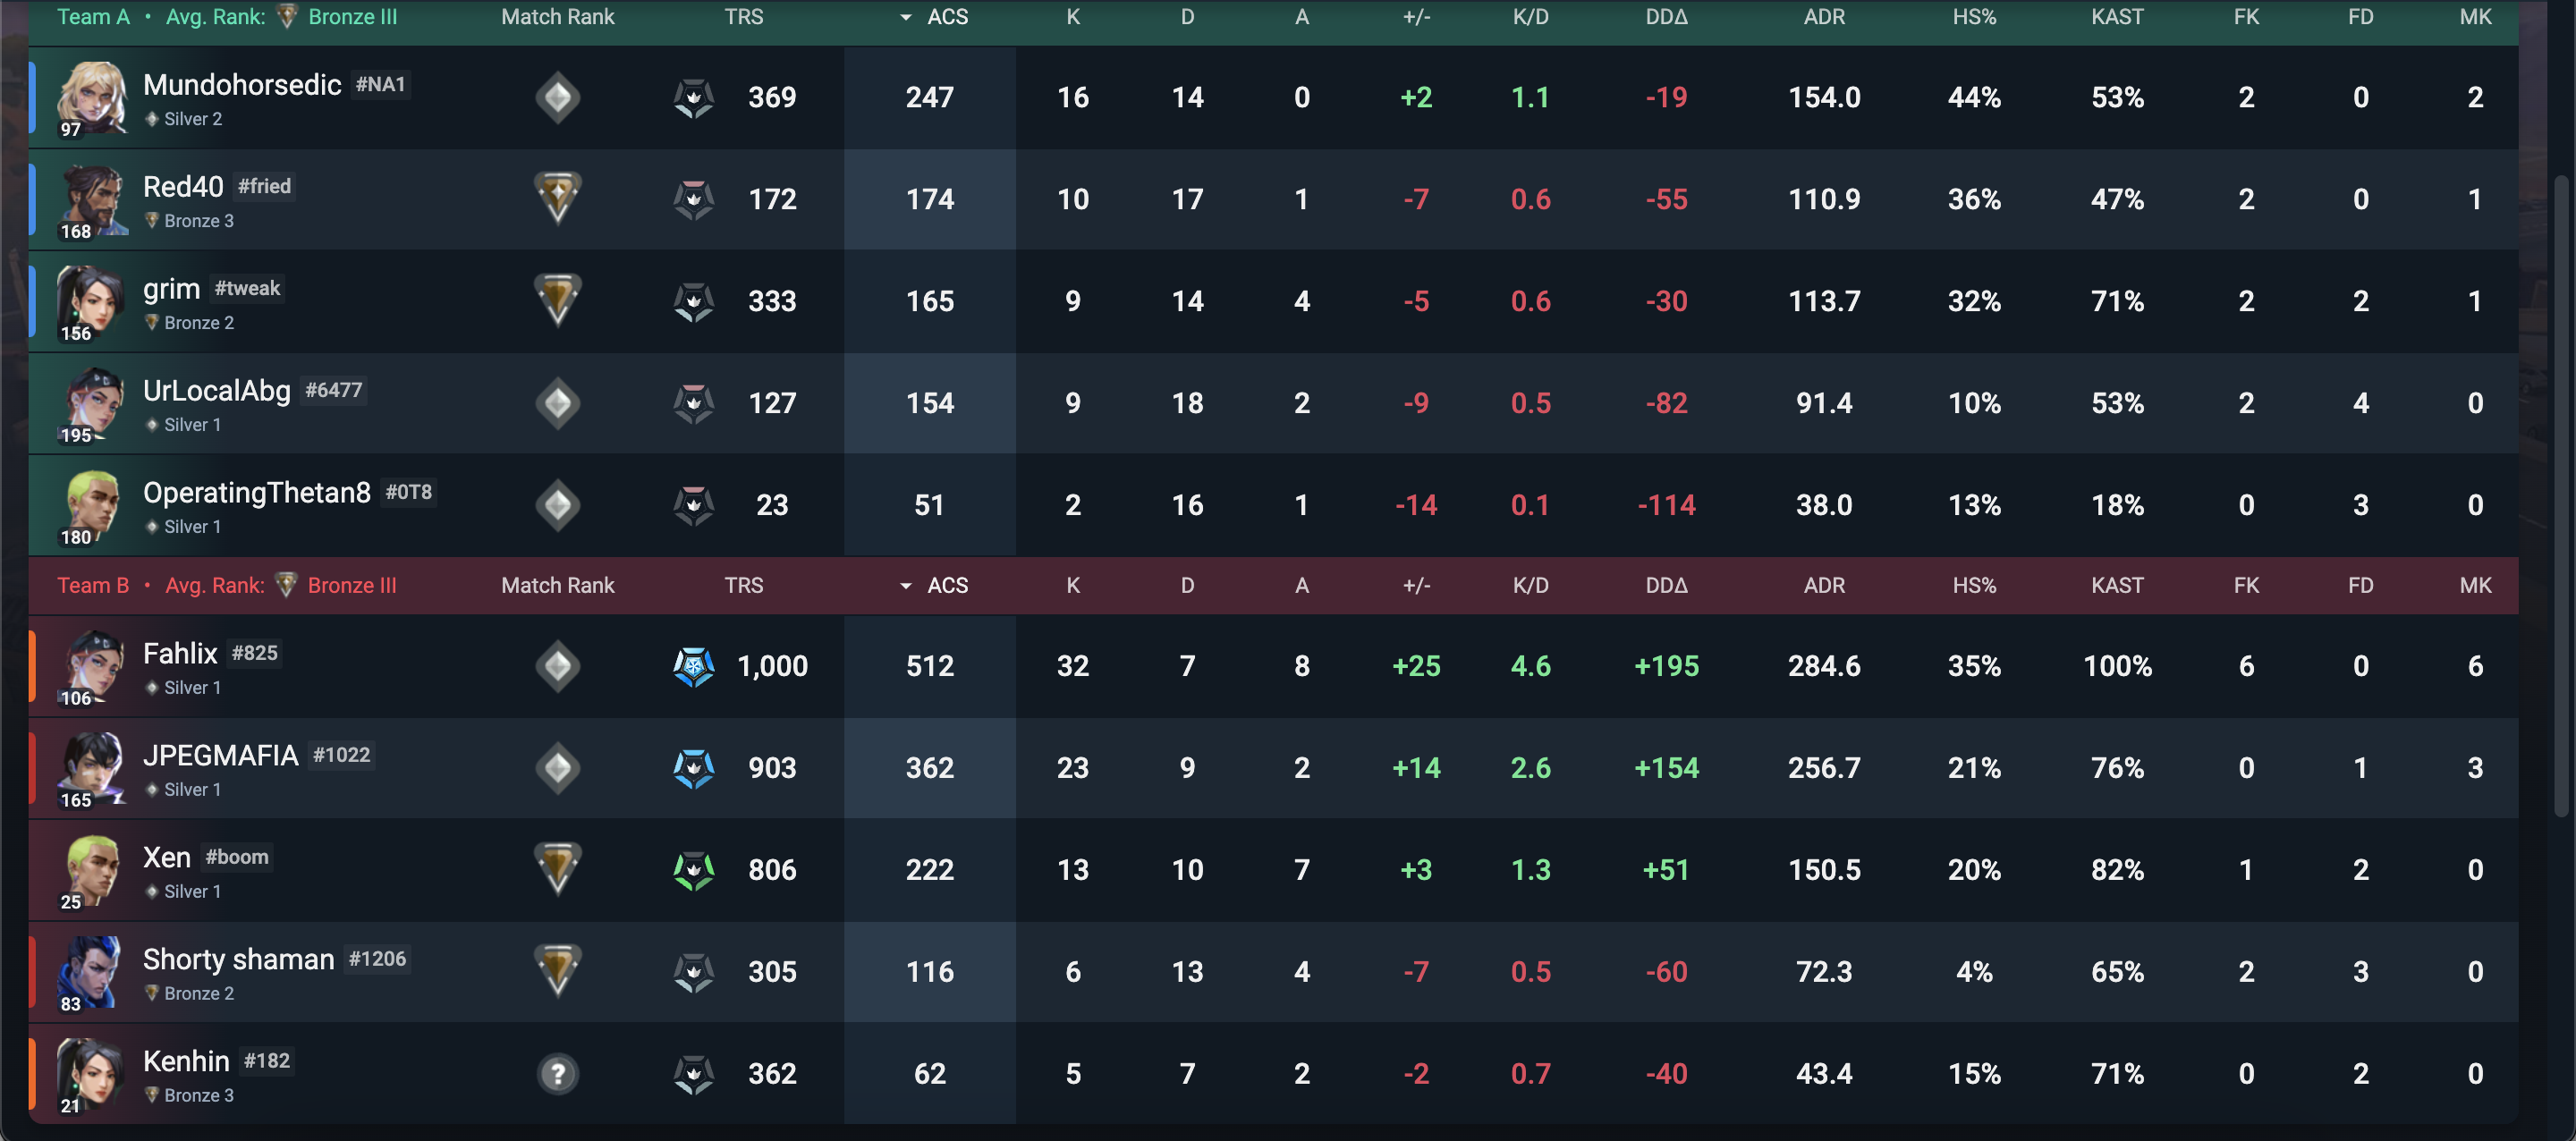 Team A • Avg. Rank: Bronze III Match Rank TRS ACS K D A +/- K/D DDΔ ADR HS% KAST FK FD MK
Mundohorsedic #NA1 369 247 16 14 0 +2 1.1 -19 154.0 44% 53% 2 0 2
97 Silver 2
Red40 #fried 172 174 10 17 1 -7 0.6 -55 110.9 36% 47% 2 0 1
168 Bronze 3
grim #tweak 333 165 9 14 4 -5 0.6 -30 113.7 32% 71% 2 2 1
156 Bronze 2
UrLocalAbg #6477 127 154 9 18 2 -9 0.5 -82 91.4 10% 53% 2 4 0
195 Silver 1
OperatingThetan8 #0T8 23 51 2 16 1 -14 0.1 -114 38.0 13% 18% 0 3 0
180 Silver 1
Team B • Avg. Rank: Bronze III Match Rank TRS ACS K D A +/- K/D DDΔ ADR HS% KAST FK FD MK
Fahlix #825 1,000 512 32 7 8 +25 4.6 +195 284.6 35% 100% 6 0 6
106 Silver 1
JPEGMAFIA #1022 903 362 23 9 2 +14 2.6 +154 256.7 21% 76% 0 1 3
165 Silver 1
Xen #boom 806 222 13 10 7 +3 1.3 +51 150.5 20% 82% 1 2 0
25 Silver 1
Shorty shaman #1206 305 116 6 13 4 -7 0.5 -60 72.3 4% 65% 2 3 0
83 Bronze 2
Kenhin #182 ? 362 62 5 7 2 -2 0.7 -40 43.4 15% 71% 0 2 0
21 Bronze 3